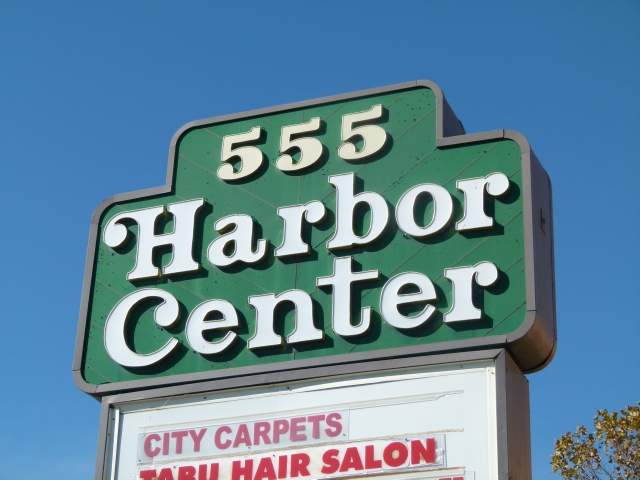 555
Harbor
Center
CITY CARPETS
TABU HAIR SALON